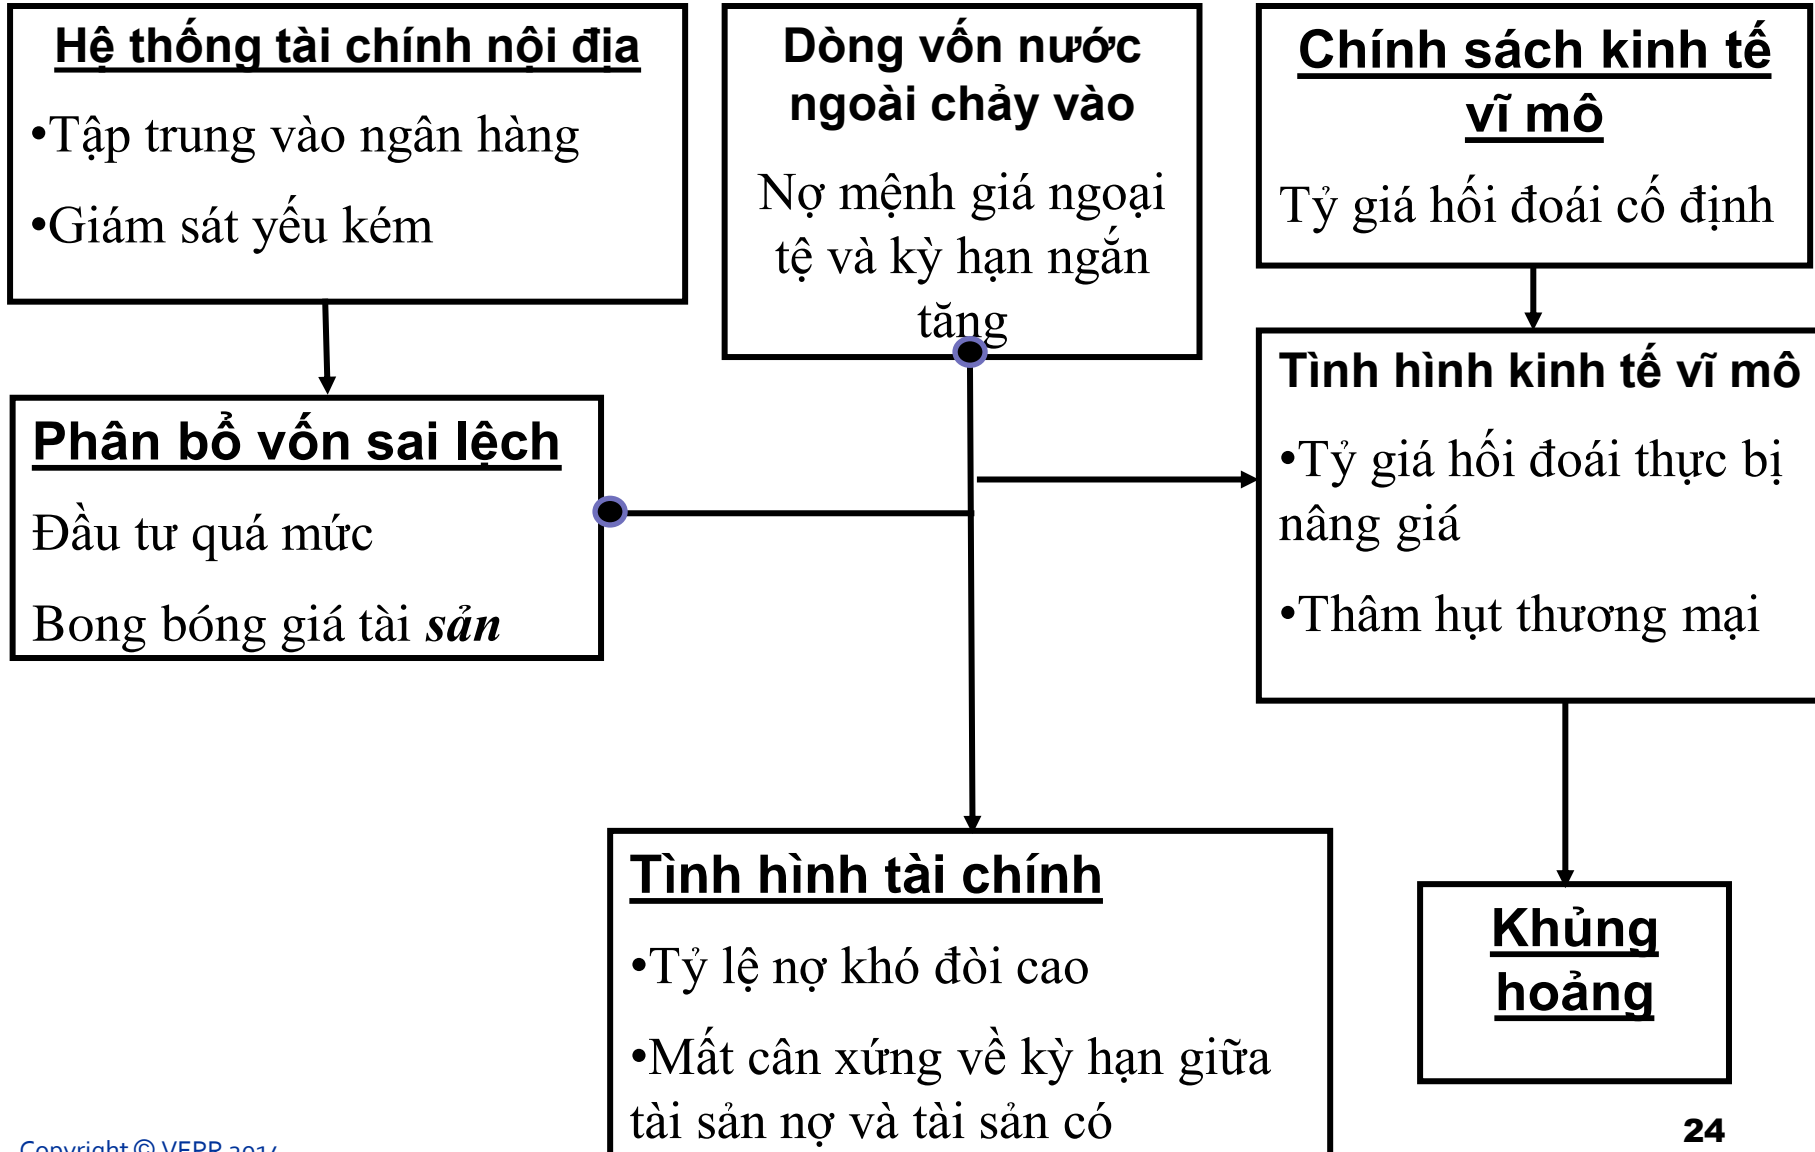 Hệ thống tài chính nội địa
•Tập trung vào ngân hàng
•Giám sát yếu kém
Dòng vốn nước
ngoài chảy vào
Nợ mệnh giá ngoại
tệ và kỳ hạn ngắn
tăng
Chính sách kinh tế
vĩ mô
Tỷ giá hối đoái cố định
Phân bổ vốn sai lệch
Đầu tư quá mức
Bong bóng giá tài sản
Tình hình kinh tế vĩ mô
•Tỷ giá hối đoái thực bị
nâng giá
•Thâm hụt thương mại
Tình hình tài chính
•Tỷ lệ nợ khó đòi cao
•Mất cân xứng về kỳ hạn giữa
tài sản nợ và tài sản có
Khủng
hoảng
Copyright © VEPR 2014
24